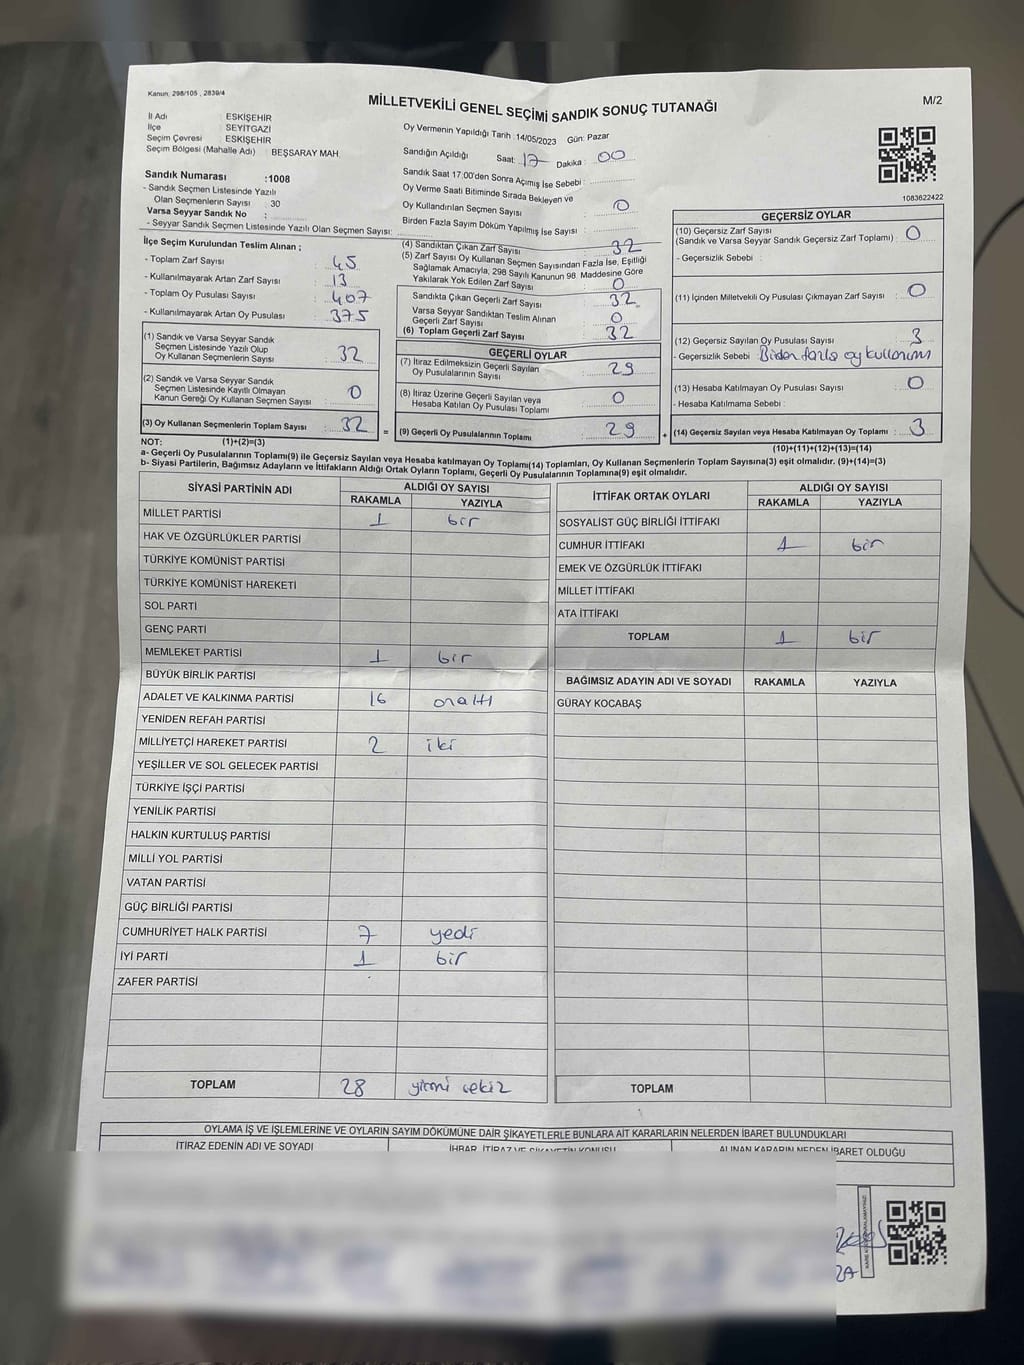 Kanun, 298/105 , 2839/4
MİLLETVEKİLİ GENEL SEÇİMİ SANDIK SONUÇ TUTANAĞI
M/2
İl Adı : ESKİŞEHİR
İlçe : SEYİTGAZİ
Seçim Çevresi : ESKİŞEHİR
Seçim Bölgesi (Mahalle Adı) : BEŞSARAY MAH
Sandık Numarası :1008
- Sandık Seçmen Listesinde Yazılı
Olan Seçmenlerin Sayısı : 30
Varsa Seyyar Sandık No :
- Seyyar Sandık Seçmen Listesinde Yazılı Olan Seçmen Sayısı:
Oy Vermenin Yapıldığı Tarih :14/05/2023 Gün: Pazar
Sandığın Açıldığı Saat: 17 Dakika : 00
Sandık Saat 17:00'den Sonra Açımış İse Sebebi :
Oy Verme Saati Bitiminde Sırada Bekleyen ve
Oy Kullandırılan Seçmen Sayısı : 0
Birden Fazla Sayım Döküm Yapılmış İse Sayısı :
1083622422
İlçe Seçim Kurulundan Teslim Alınan ;
- Toplam Zarf Sayısı : 45
- Kullanılmayarak Artan Zarf Sayısı : 13
- Toplam Oy Pusulası Sayısı : 407
- Kullanılmayarak Artan Oy Pusulası : 375
(1) Sandık ve Varsa Seyyar Sandık
Seçmen Listesinde Yazılı Olup
Oy Kullanan Seçmenlerin Sayısı : 32
(2) Sandık ve Varsa Seyyar Sandık
Seçmen Listesinde Kayıtlı Olmayan
Kanun Gereği Oy Kullanan Seçmen Sayısı : 0
(3) Oy Kullanan Seçmenlerin Toplam Sayısı : 32 =
(4) Sandıktan Çıkan Zarf Sayısı : 32
(5) Zarf Sayısı Oy Kullanan Seçmen Sayısından Fazla İse, Eşitliği
Sağlamak Amacıyla, 298 Sayılı Kanunun 98. Maddesine Göre
Yakılarak Yok Edilen Zarf Sayısı : 0
Sandıkta Çıkan Geçerli Zarf Sayısı : 32
Varsa Seyyar Sandıktan Teslim Alınan
Geçerli Zarf Sayısı : 0
(6) Toplam Geçerli Zarf Sayısı : 32
GEÇERLİ OYLAR
(7) İtiraz Edilmeksizin Geçerli Sayılan
Oy Pusulalarının Sayısı : 29
(8) İtiraz Üzerine Geçerli Sayılan veya
Hesaba Katılan Oy Pusulası Toplamı : 0
(9) Geçerli Oy Pusulalarının Toplamı : 29 +
GEÇERSİZ OYLAR
(10) Geçersiz Zarf Sayısı : 0
(Sandık ve Varsa Seyyar Sandık Geçersiz Zarf Toplamı)
- Geçersizlik Sebebi :
(11) İçinden Milletvekili Oy Pusulası Çıkmayan Zarf Sayısı : 0
(12) Geçersiz Sayılan Oy Pusulası Sayısı : 3
- Geçersizlik Sebebi : Birden fazla oy kullanımı
(13) Hesaba Katılmayan Oy Pusulası Sayısı : 0
- Hesaba Katılmama Sebebi :
(14) Geçersiz Sayılan veya Hesaba Katılmayan Oy Toplamı : 3
NOT: (1)+(2)=(3)
(10)+(11)+(12)+(13)=(14)
a- Geçerli Oy Pusulalarının Toplamı(9) ile Geçersiz Sayılan veya Hesaba Katılmayan Oy Toplamı(14) Toplamları, Oy Kullanan Seçmenlerin Toplam Sayısına(3) eşit olmalıdır. (9)+(14)=(3)
b- Siyasi Partilerin, Bağımsız Adayların ve İttifakların Aldığı Ortak Oyların Toplamı, Geçerli Oy Pusulalarının Toplamına(9) eşit olmalıdır.
SİYASİ PARTİNİN ADI ALDIĞI OY SAYISI
RAKAMLA YAZIYLA
MİLLET PARTİSİ 1 bir
HAK VE ÖZGÜRLÜKLER PARTİSİ
TÜRKİYE KOMÜNİST PARTİSİ
TÜRKİYE KOMÜNİST HAREKETİ
SOL PARTİ
GENÇ PARTİ
MEMLEKET PARTİSİ 1 bir
BÜYÜK BİRLİK PARTİSİ
ADALET VE KALKINMA PARTİSİ 16 onaltı
YENİDEN REFAH PARTİSİ
MİLLİYETÇİ HAREKET PARTİSİ 2 iki
YEŞİLLER VE SOL GELECEK PARTİSİ
TÜRKİYE İŞÇİ PARTİSİ
YENİLİK PARTİSİ
HALKIN KURTULUŞ PARTİSİ
MİLLİ YOL PARTİSİ
VATAN PARTİSİ
GÜÇ BİRLİĞİ PARTİSİ
CUMHURİYET HALK PARTİSİ 7 yedi
İYİ PARTİ 1 bir
ZAFER PARTİSİ
TOPLAM 28 yirmi sekiz
İTTİFAK ORTAK OYLARI ALDIĞI OY SAYISI
RAKAMLA YAZIYLA
SOSYALİST GÜÇ BİRLİĞİ İTTİFAKI
CUMHUR İTTİFAKI 1 bir
EMEK VE ÖZGÜRLÜK İTTİFAKI
MİLLET İTTİFAKI
ATA İTTİFAKI
TOPLAM 1 bir
BAĞIMSIZ ADAYIN ADI VE SOYADI RAKAMLA YAZIYLA
GÜRAY KOCABAŞ
TOPLAM
OYLAMA İŞ VE İŞLEMLERİNE VE OYLARIN SAYIM DÖKÜMÜNE DAİR ŞİKAYETLERLE BUNLARA AİT KARARLARIN NELERDEN İBARET BULUNDUKLARI
İTİRAZ EDENİN ADI VE SOYADI İHBAR, İTİRAZ VE ŞİKAYETİN KONUSU ALINAN KARARIN NEDEN İBARET OLDUĞU